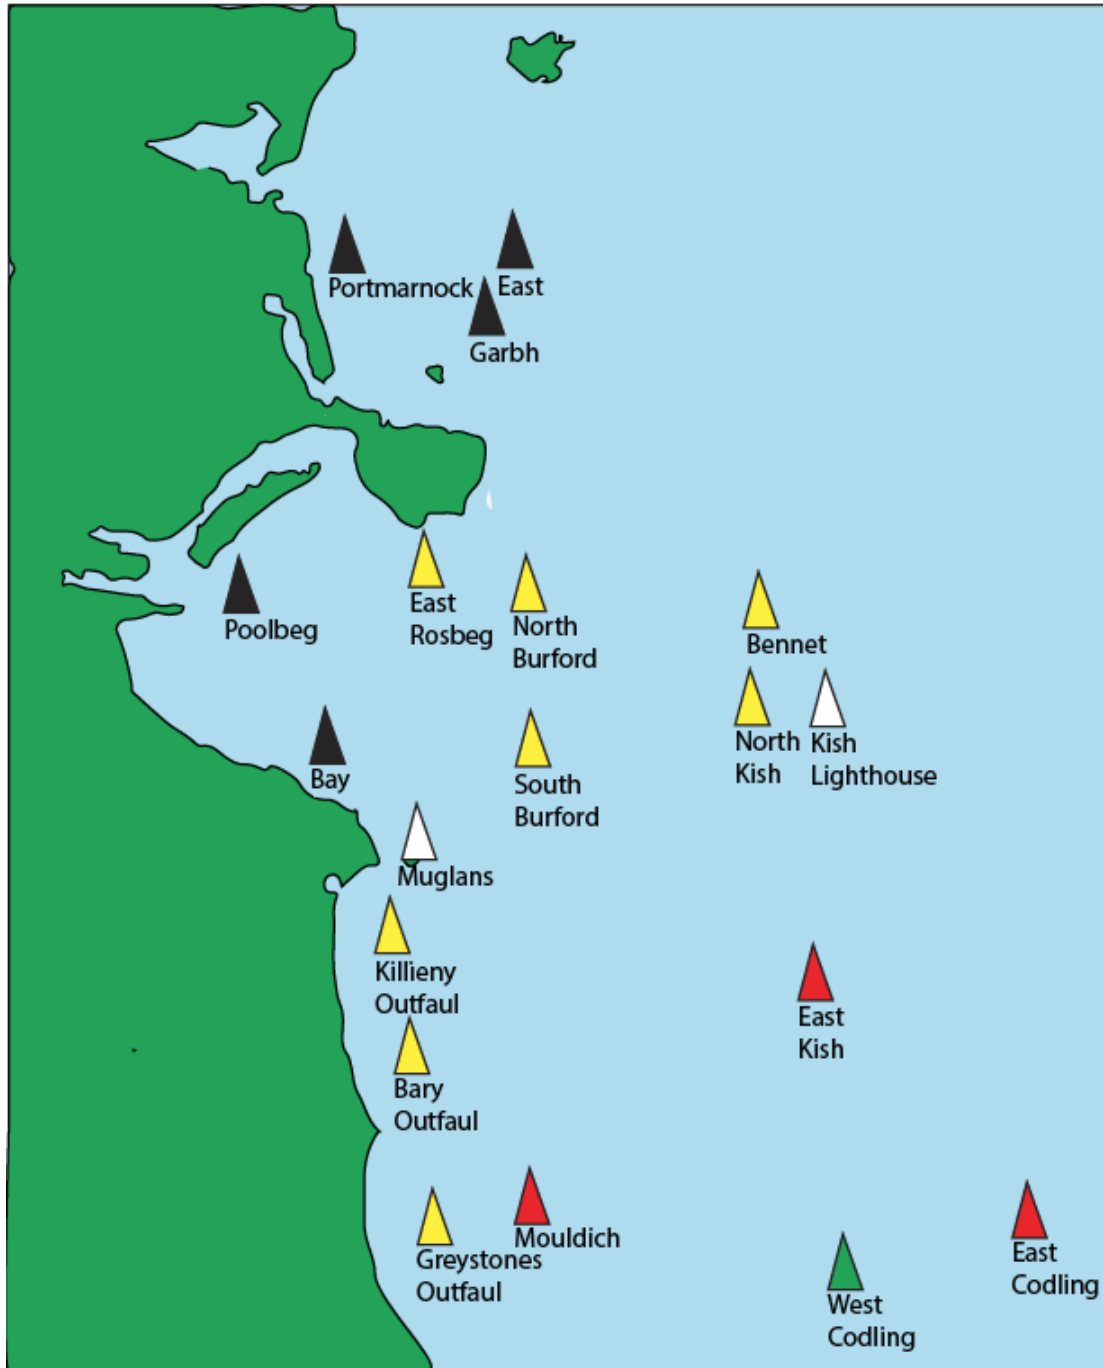 Portmarnock
East
Garbh
Poolbeg
East
Rosbeg
North
Burford
Bennet
North
Kish
Kish
Lighthouse
Bay
South
Burford
Muglans
Killieny
Outfaul
East
Kish
Bary
Outfaul
Greystones
Outfaul
Mouldich
West
Codling
East
Codling